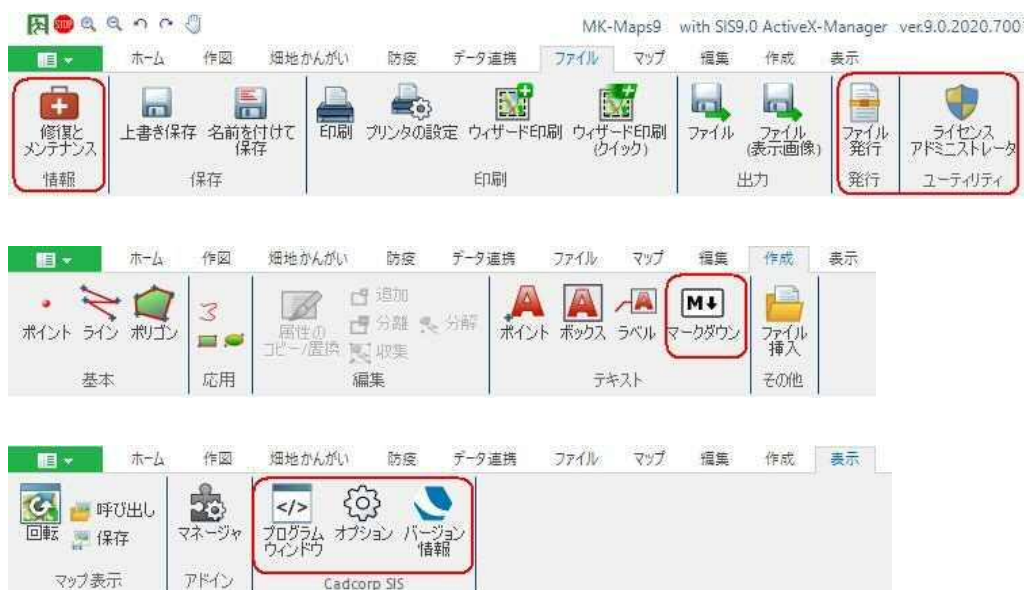 STOP MK-Maps9 with SIS9.0 ActiveX-Manager ver.9.0.2020.700
ホーム 作図 畑地かんがい 防疫 データ連携 ファイル マップ 編集 作成 表示
修復と メンテナンス 上書き保存 名前を付けて 保存 印刷 プリンタの設定 ウィザード印刷 ウィザード印刷 (クイック) ファイル ファイル (表示画像) ファイル 発行 ライセンス アドミニストレータ
情報 保存 印刷 出力 発行 ユーティリティ
ホーム 作図 畑地かんがい 防疫 データ連携 ファイル マップ 編集 作成 表示
ポイント ライン ポリゴン 属性の コピー/置換 追加 分離 分解 収集 A ポイント A ボックス A ラベル M↓ マークダウン ファイル 挿入
基本 応用 編集 テキスト その他
ホーム 作図 畑地かんがい 防疫 データ連携 ファイル マップ 編集 作成 表示
回転 呼び出し 保存 マネージャ </> プログラム ウィンドウ オプション バージョン 情報
マップ表示 アドイン Cadcorp SIS